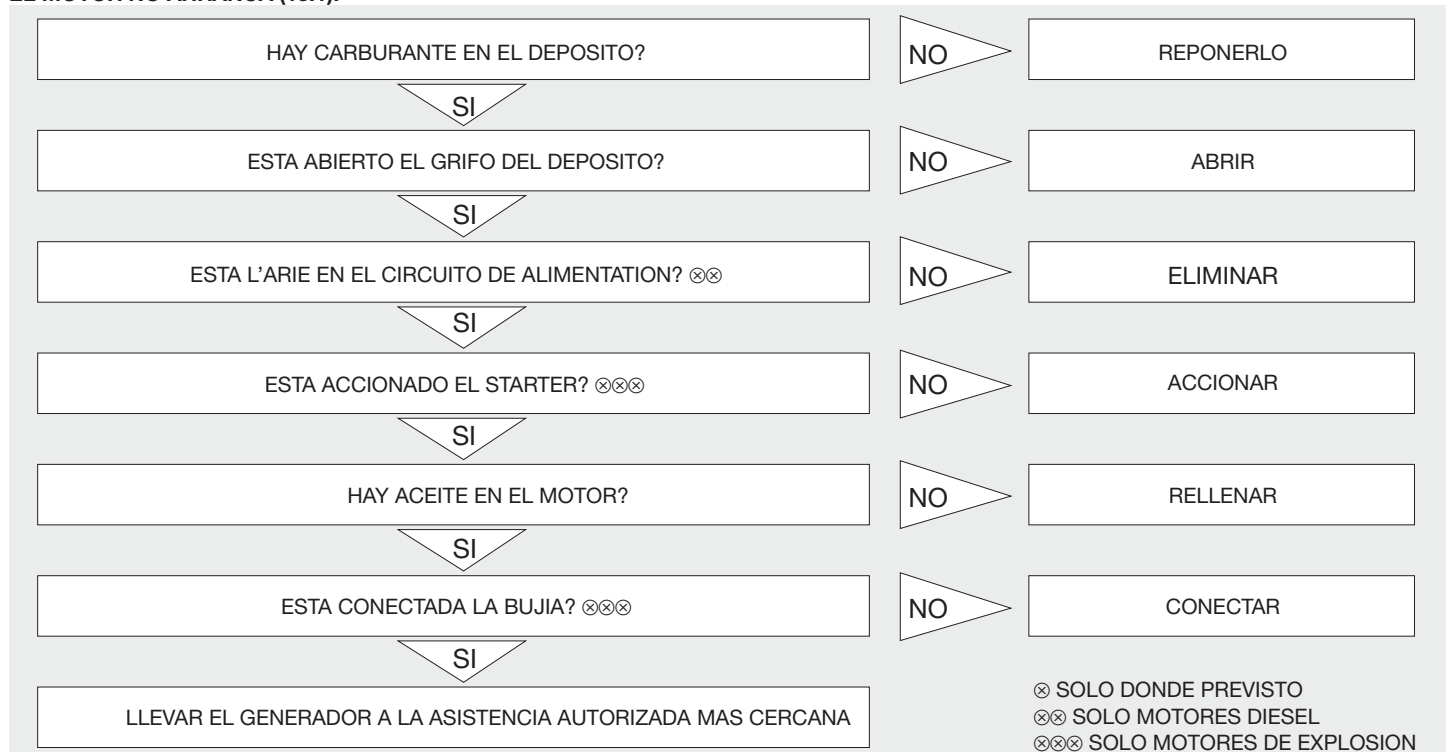 HAY CARBURANTE EN EL DEPOSITO?
NO
REPONERLO
SI
ESTA ABIERTO EL GRIFO DEL DEPOSITO?
NO
ABRIR
SI
ESTA L’ARIE EN EL CIRCUITO DE ALIMENTATION? ⊗⊗
NO
ELIMINAR
SI
ESTA ACCIONADO EL STARTER? ⊗⊗⊗
NO
ACCIONAR
SI
HAY ACEITE EN EL MOTOR?
NO
RELLENAR
SI
ESTA CONECTADA LA BUJIA? ⊗⊗⊗
NO
CONECTAR
SI
LLEVAR EL GENERADOR A LA ASISTENCIA AUTORIZADA MAS CERCANA
⊗ SOLO DONDE PREVISTO
⊗⊗ SOLO MOTORES DIESEL
⊗⊗⊗ SOLO MOTORES DE EXPLOSION